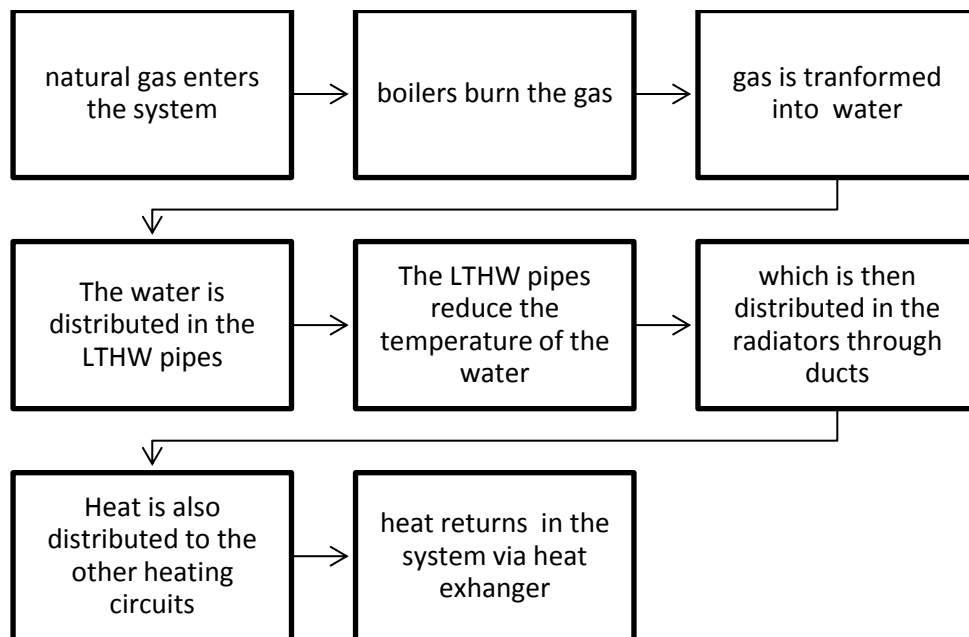 natural gas enters
the system
boilers burn the gas
gas is tranformed
into water
The water is
distributed in the
LTHW pipes
The LTHW pipes
reduce the
temperature of the
water
which is then
distributed in the
radiators through
ducts
Heat is also
distributed to the
other heating
circuits
heat returns in the
system via heat
exhanger